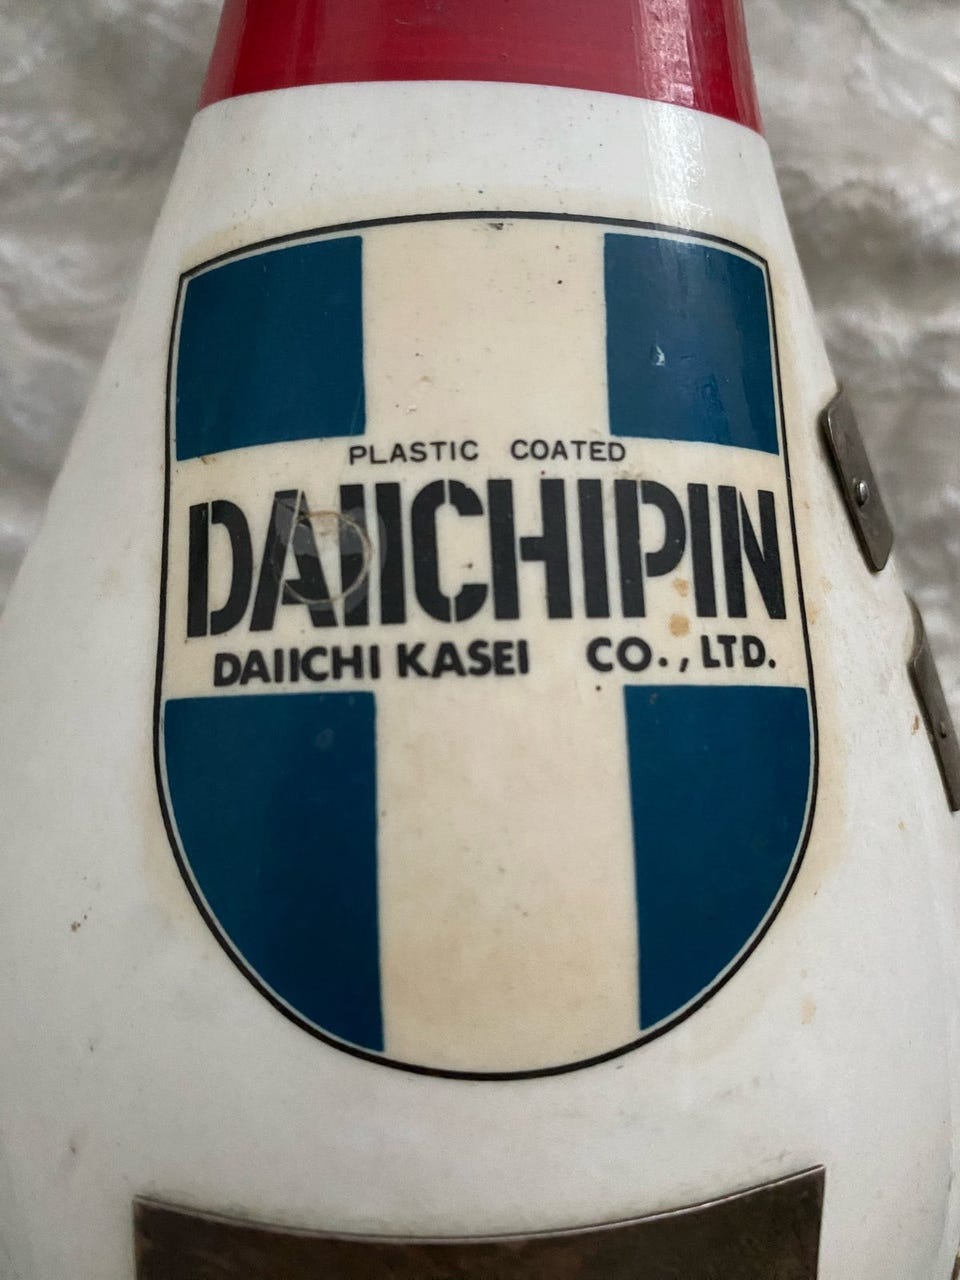 PLASTIC COATED
DAIICHIPIN
DAIICHI KASEI CO., LTD.